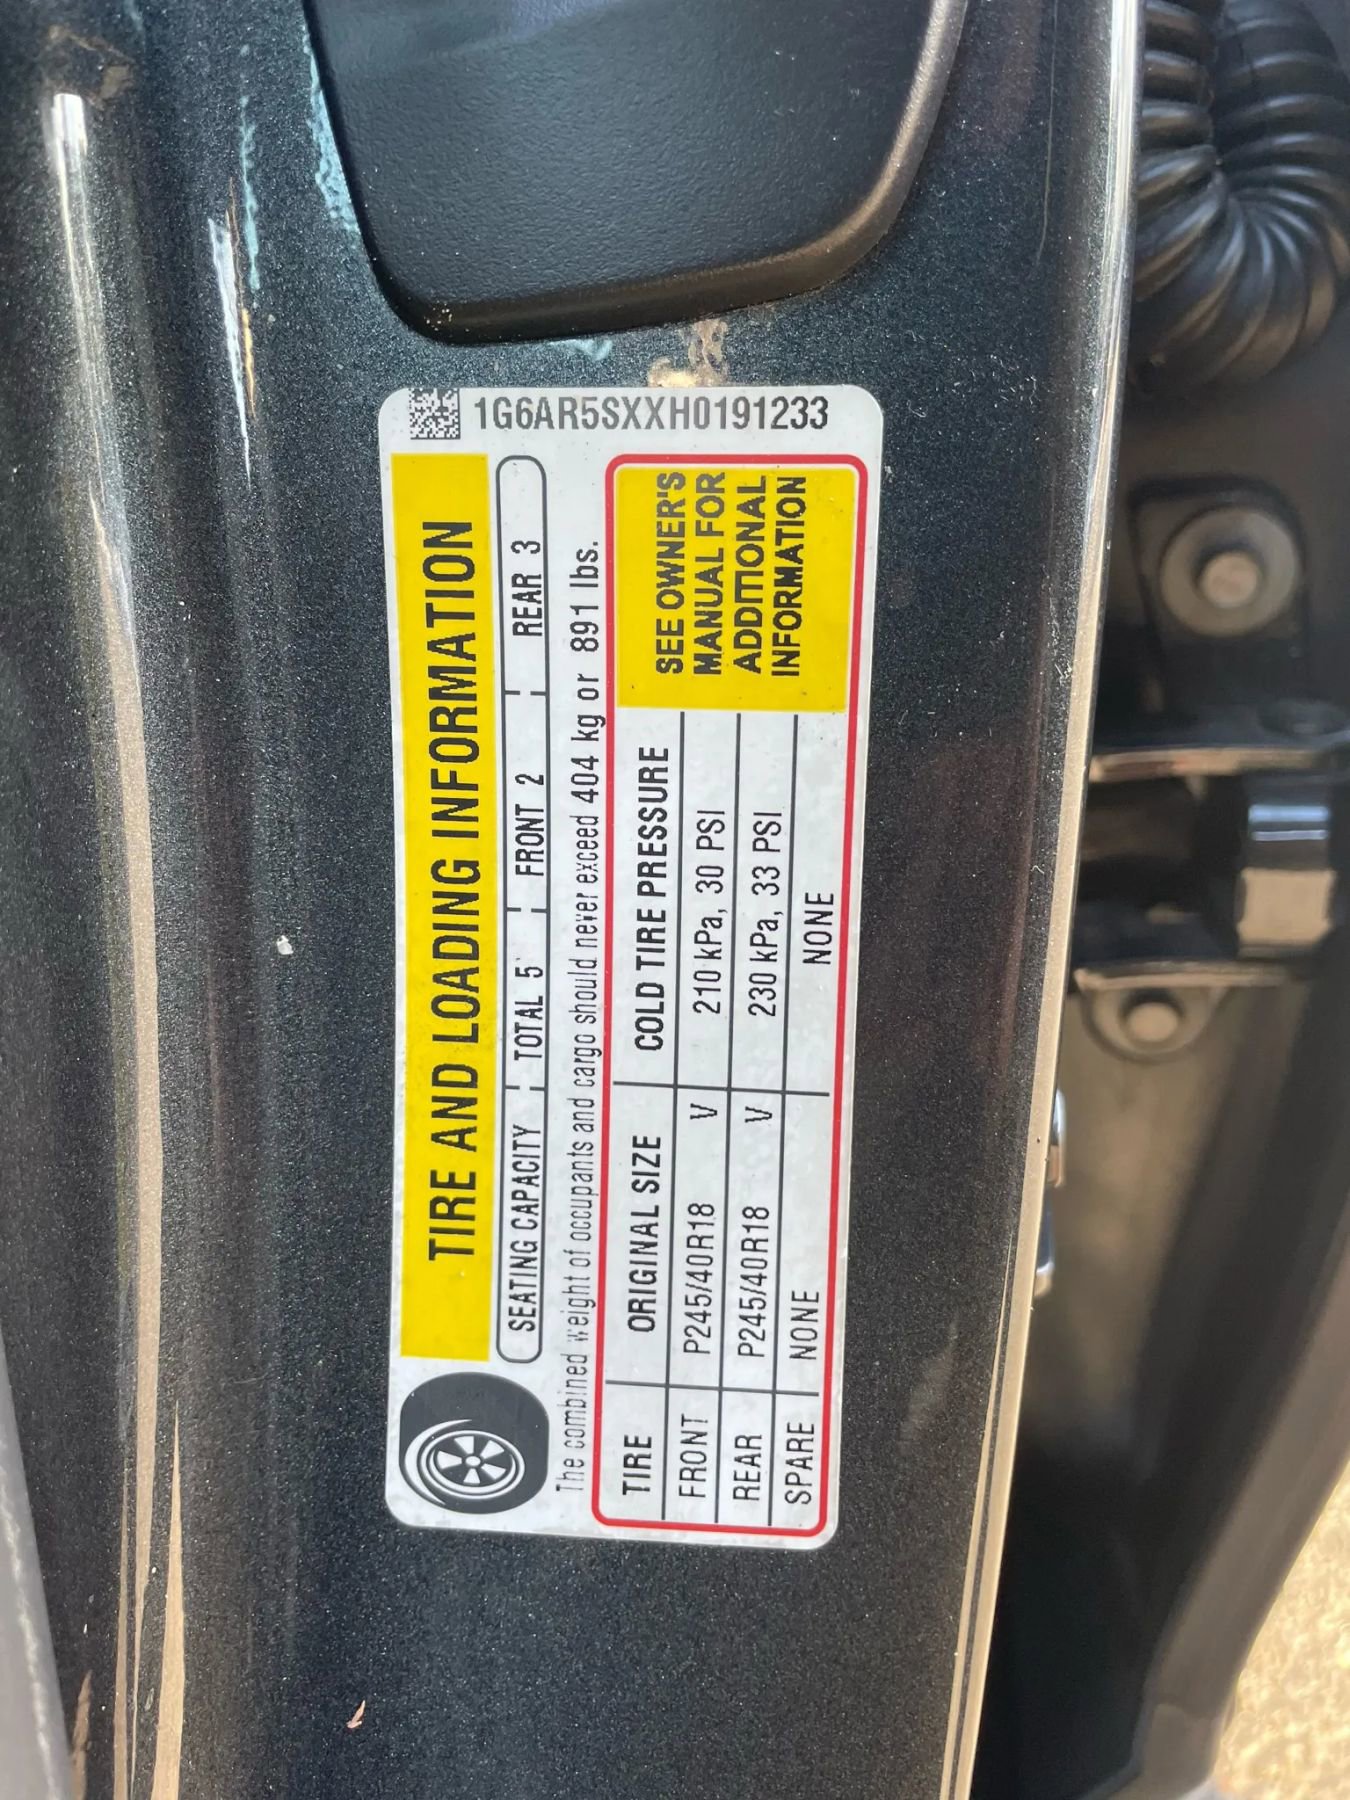 1G6AR5SXXH0191233
TIRE AND LOADING INFORMATION
SEATING CAPACITY TOTAL 5 FRONT 2 REAR 3
The combined weight of occupants and cargo should never exceed 404 kg or 891 lbs.
TIRE ORIGINAL SIZE COLD TIRE PRESSURE
FRONT P245/40R18 V 210 kPa, 30 PSI
REAR P245/40R18 V 230 kPa, 33 PSI
SPARE NONE NONE
SEE OWNER'S
MANUAL FOR
ADDITIONAL
INFORMATION